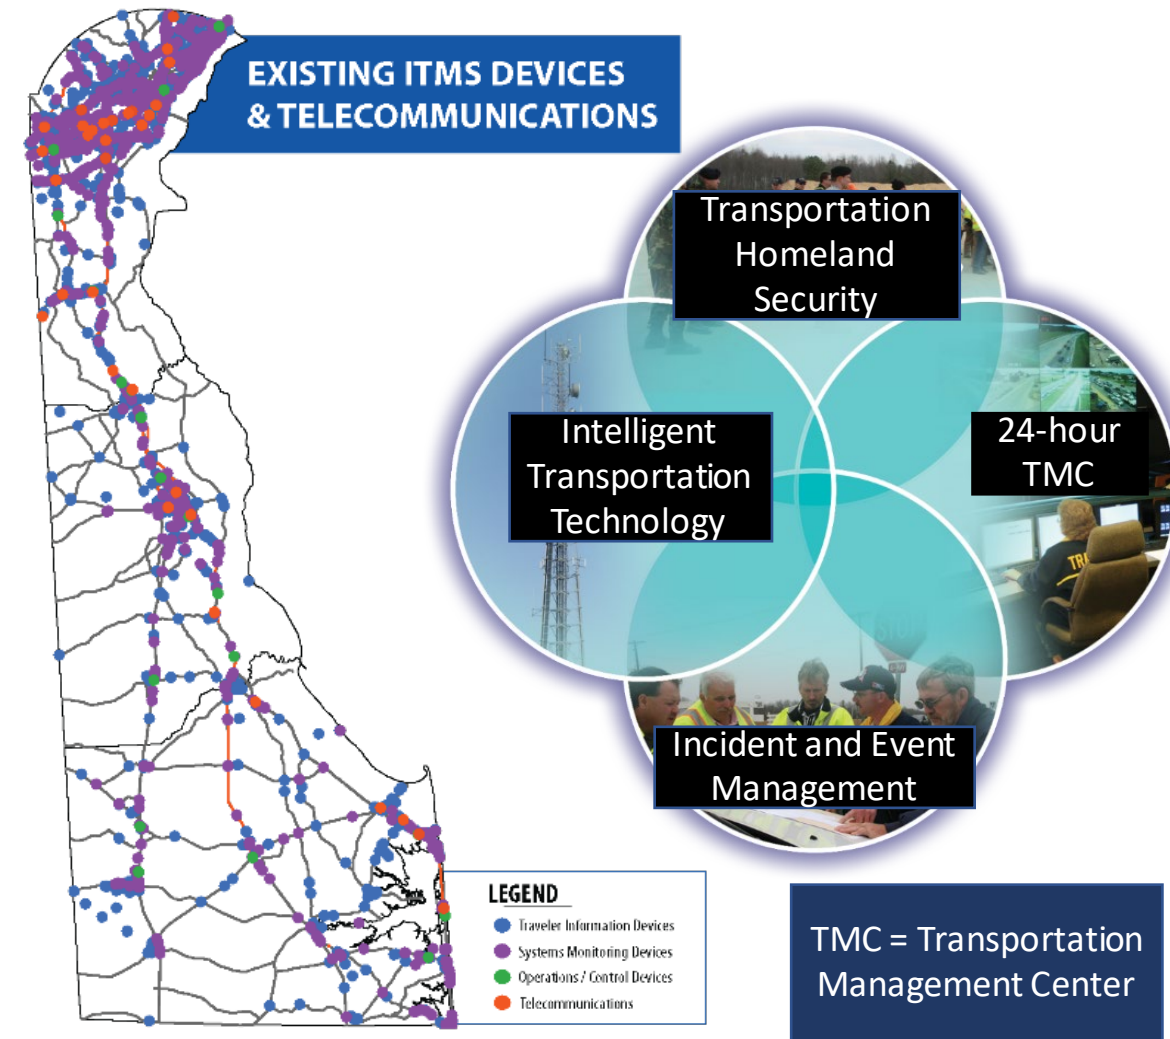 EXISTING ITMS DEVICES
& TELECOMMUNICATIONS
Transportation
Homeland
Security
Intelligent
Transportation
Technology
24-hour
TMC
Incident and Event
Management
LEGEND
Traveler Information Devices
Systems Monitoring Devices
Operations / Control Devices
Telecommunications
TMC = Transportation
Management Center